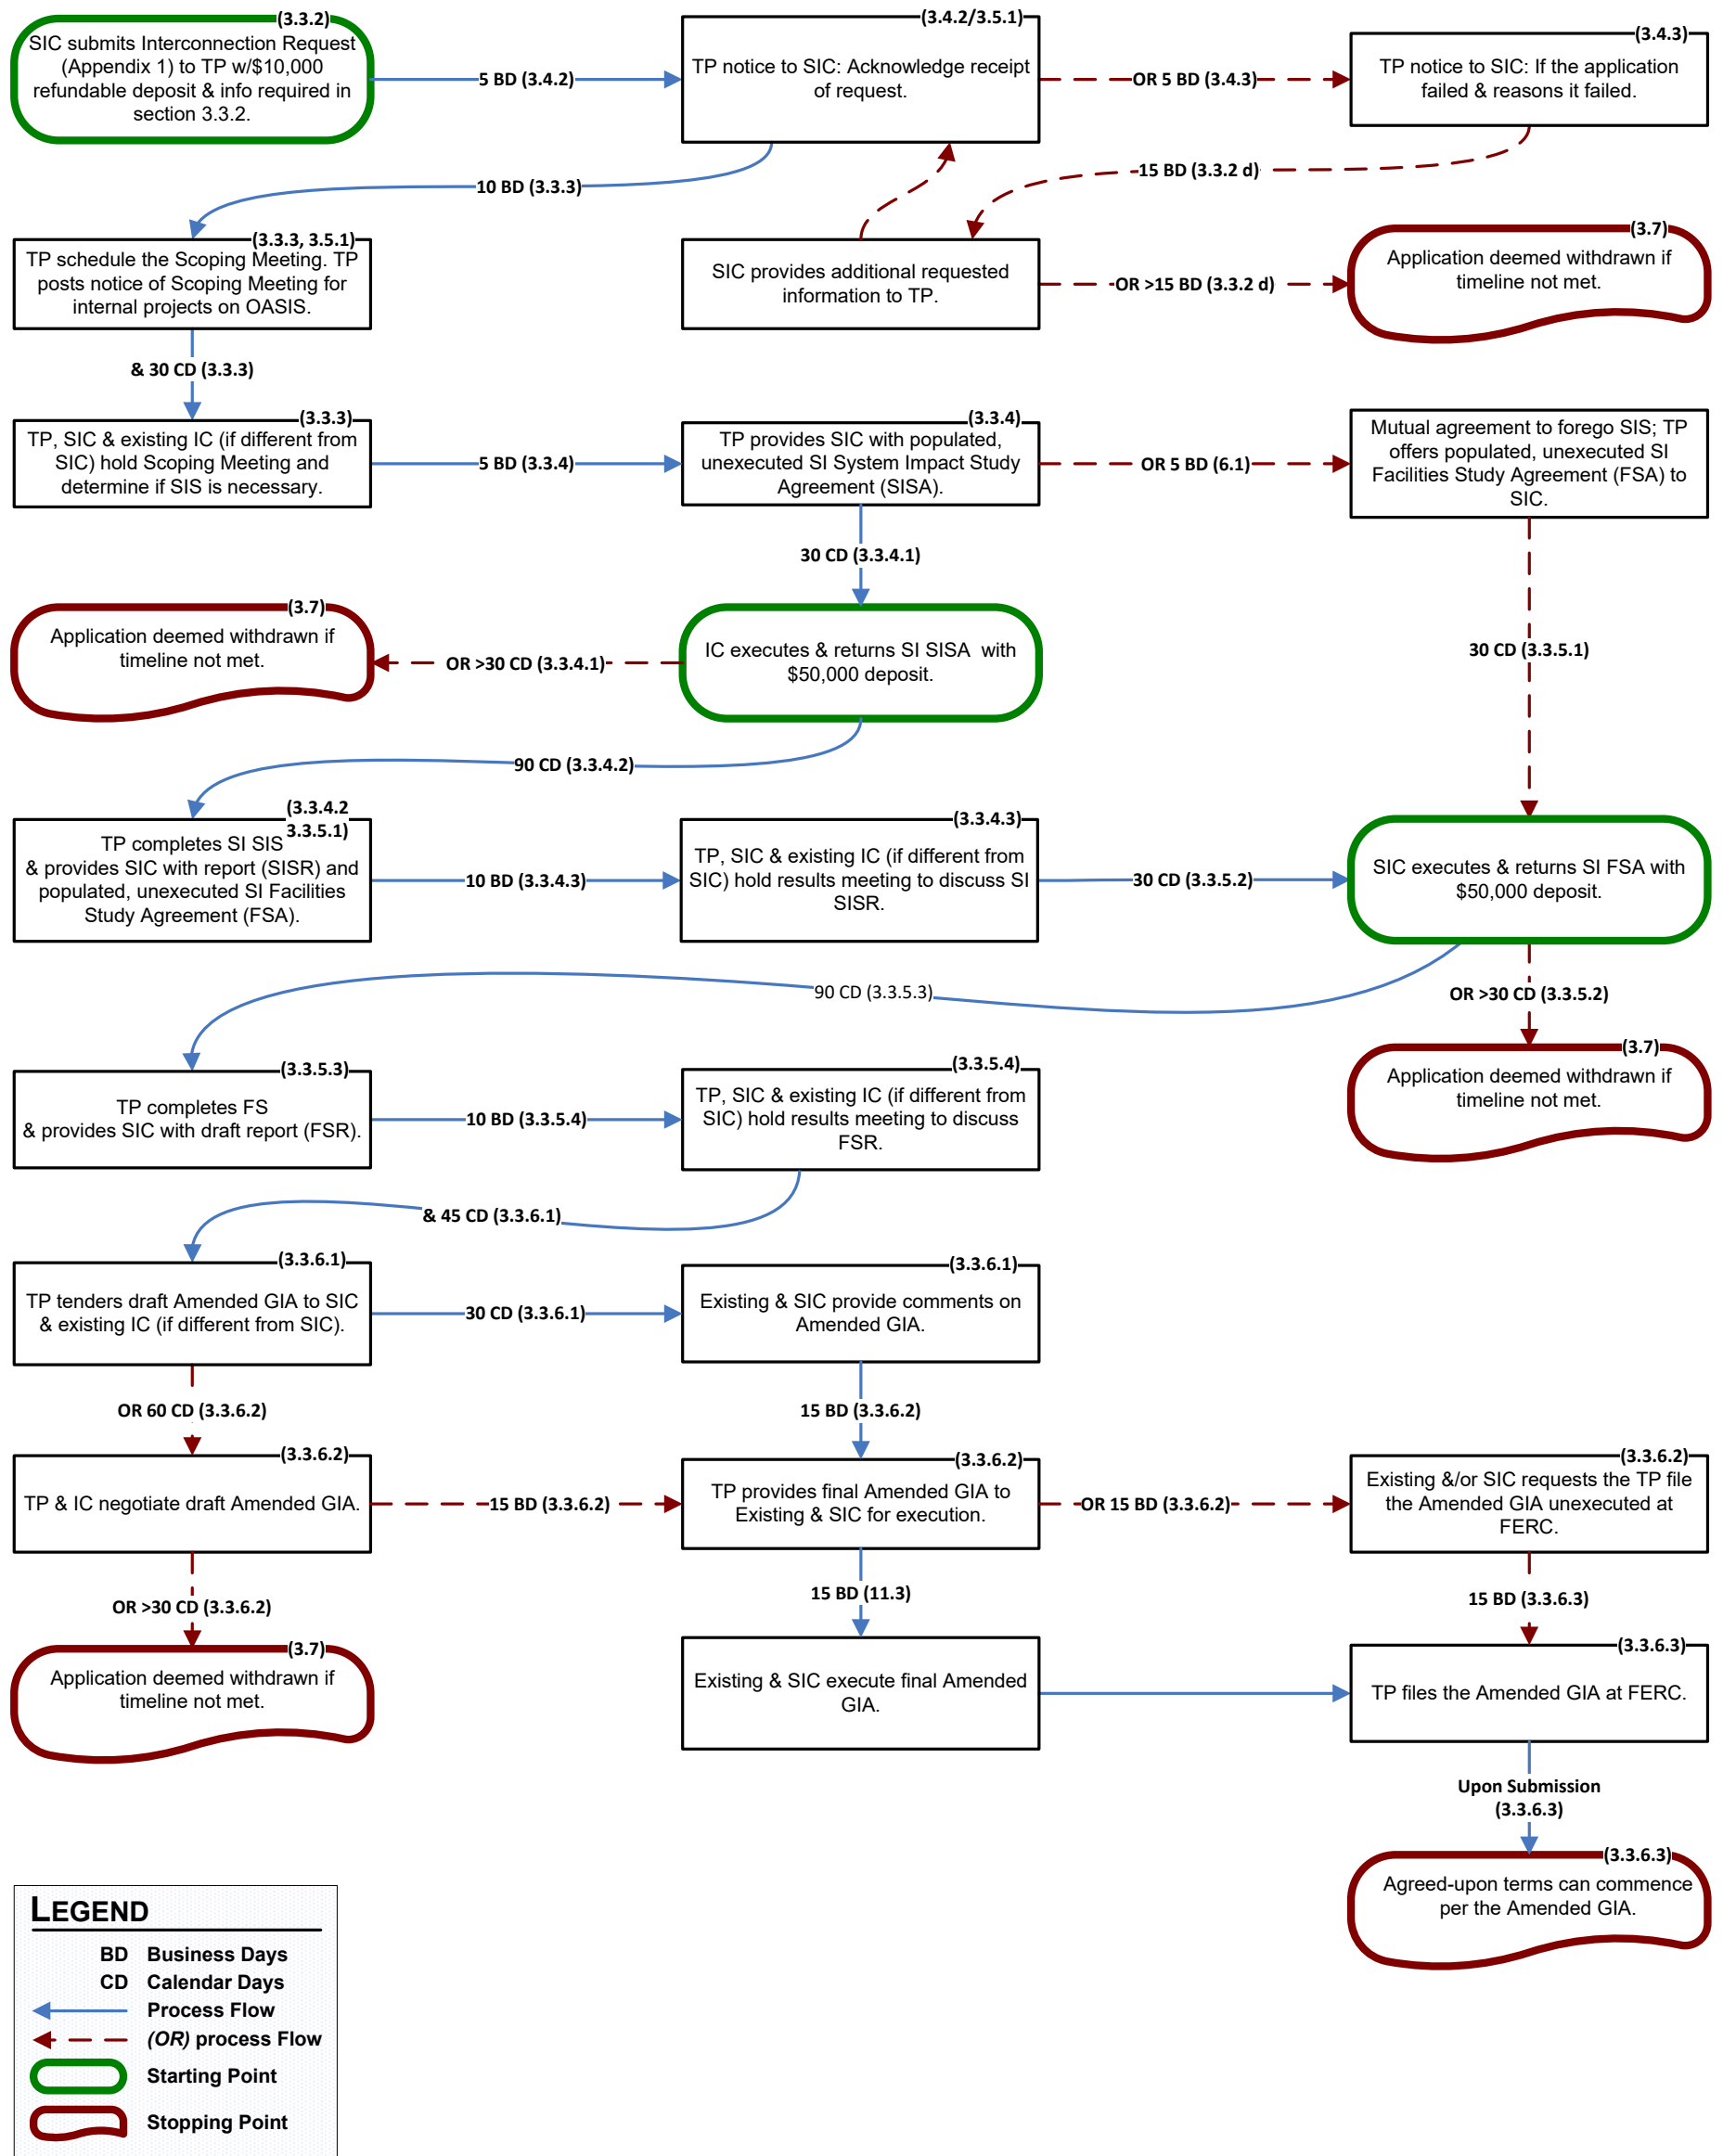 (3.3.2)
SIC submits Interconnection Request
(Appendix 1) to TP w/$10,000
refundable deposit & info required in
section 3.3.2.
5 BD (3.4.2)
(3.4.2/3.5.1)
TP notice to SIC: Acknowledge receipt
of request.
OR 5 BD (3.4.3)
(3.4.3)
TP notice to SIC: If the application
failed & reasons it failed.
10 BD (3.3.3)
15 BD (3.3.2 d)
(3.3.3, 3.5.1)
TP schedule the Scoping Meeting. TP
posts notice of Scoping Meeting for
internal projects on OASIS.
SIC provides additional requested
information to TP.
OR >15 BD (3.3.2 d)
(3.7)
Application deemed withdrawn if
timeline not met.
& 30 CD (3.3.3)
(3.3.3)
TP, SIC & existing IC (if different from
SIC) hold Scoping Meeting and
determine if SIS is necessary.
5 BD (3.3.4)
(3.3.4)
TP provides SIC with populated,
unexecuted SI System Impact Study
Agreement (SISA).
OR 5 BD (6.1)
Mutual agreement to forego SIS; TP
offers populated, unexecuted SI
Facilities Study Agreement (FSA) to
SIC.
30 CD (3.3.4.1)
(3.7)
Application deemed withdrawn if
timeline not met.
OR >30 CD (3.3.4.1)
IC executes & returns SI SISA  with
$50,000 deposit.
30 CD (3.3.5.1)
90 CD (3.3.4.2)
(3.3.4.2
3.3.5.1)
TP completes SI SIS
& provides SIC with report (SISR) and
populated, unexecuted SI Facilities
Study Agreement (FSA).
10 BD (3.3.4.3)
(3.3.4.3)
TP, SIC & existing IC (if different from
SIC) hold results meeting to discuss SI
SISR.
30 CD (3.3.5.2)
SIC executes & returns SI FSA with
$50,000 deposit.
90 CD (3.3.5.3)
OR >30 CD (3.3.5.2)
(3.7)
Application deemed withdrawn if
timeline not met.
(3.3.5.3)
TP completes FS
& provides SIC with draft report (FSR).
10 BD (3.3.5.4)
(3.3.5.4)
TP, SIC & existing IC (if different from
SIC) hold results meeting to discuss
FSR.
& 45 CD (3.3.6.1)
(3.3.6.1)
TP tenders draft Amended GIA to SIC
& existing IC (if different from SIC).
30 CD (3.3.6.1)
(3.3.6.1)
Existing & SIC provide comments on
Amended GIA.
OR 60 CD (3.3.6.2)
15 BD (3.3.6.2)
(3.3.6.2)
TP & IC negotiate draft Amended GIA.
15 BD (3.3.6.2)
(3.3.6.2)
TP provides final Amended GIA to
Existing & SIC for execution.
OR 15 BD (3.3.6.2)
(3.3.6.2)
Existing &/or SIC requests the TP file
the Amended GIA unexecuted at
FERC.
OR >30 CD (3.3.6.2)
15 BD (11.3)
15 BD (3.3.6.3)
(3.7)
Application deemed withdrawn if
timeline not met.
Existing & SIC execute final Amended
GIA.
(3.3.6.3)
TP files the Amended GIA at FERC.
Upon Submission
(3.3.6.3)
(3.3.6.3)
Agreed-upon terms can commence
per the Amended GIA.
LEGEND
BD Business Days
CD Calendar Days
Process Flow
(OR) process Flow
Starting Point
Stopping Point